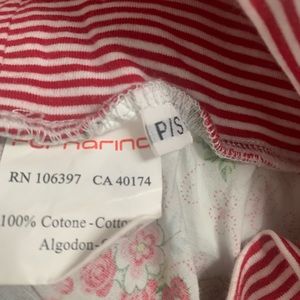 P/S
RN 106397 CA 40174
100% Cotone-Cotto
Algodon-